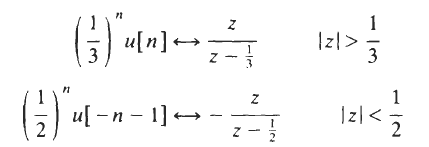 (1/3)^n u[n] ↔ z/(z − 1/3)    |z| > 1/3
(1/2)^n u[−n − 1] ↔ − z/(z − 1/2)    |z| < 1/2